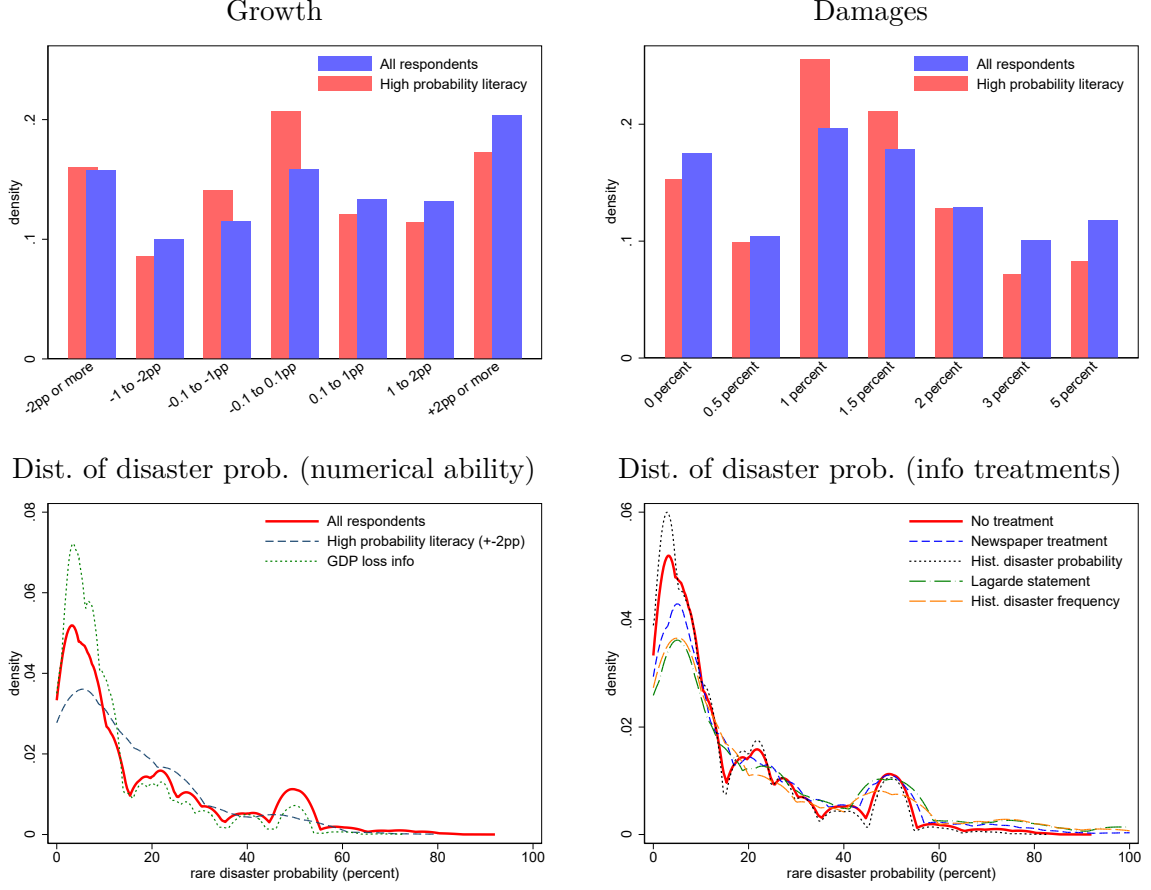 Growth
All respondents
High probability literacy
density
0
.1
.2
-2pp or more
-1 to -2pp
-0.1 to -1pp
-0.1 to 0.1pp
0.1 to 1pp
1 to 2pp
+2pp or more
Damages
All respondents
High probability literacy
density
0
.1
.2
0 percent
0.5 percent
1 percent
1.5 percent
2 percent
3 percent
5 percent
Dist. of disaster prob. (numerical ability)
All respondents
High probability literacy (+-2pp)
GDP loss info
density
0
.02
.04
.06
.08
0
20
40
60
80
100
rare disaster probability (percent)
Dist. of disaster prob. (info treatments)
No treatment
Newspaper treatment
Hist. disaster probability
Lagarde statement
Hist. disaster frequency
density
0
.02
.04
.06
0
20
40
60
80
100
rare disaster probability (percent)